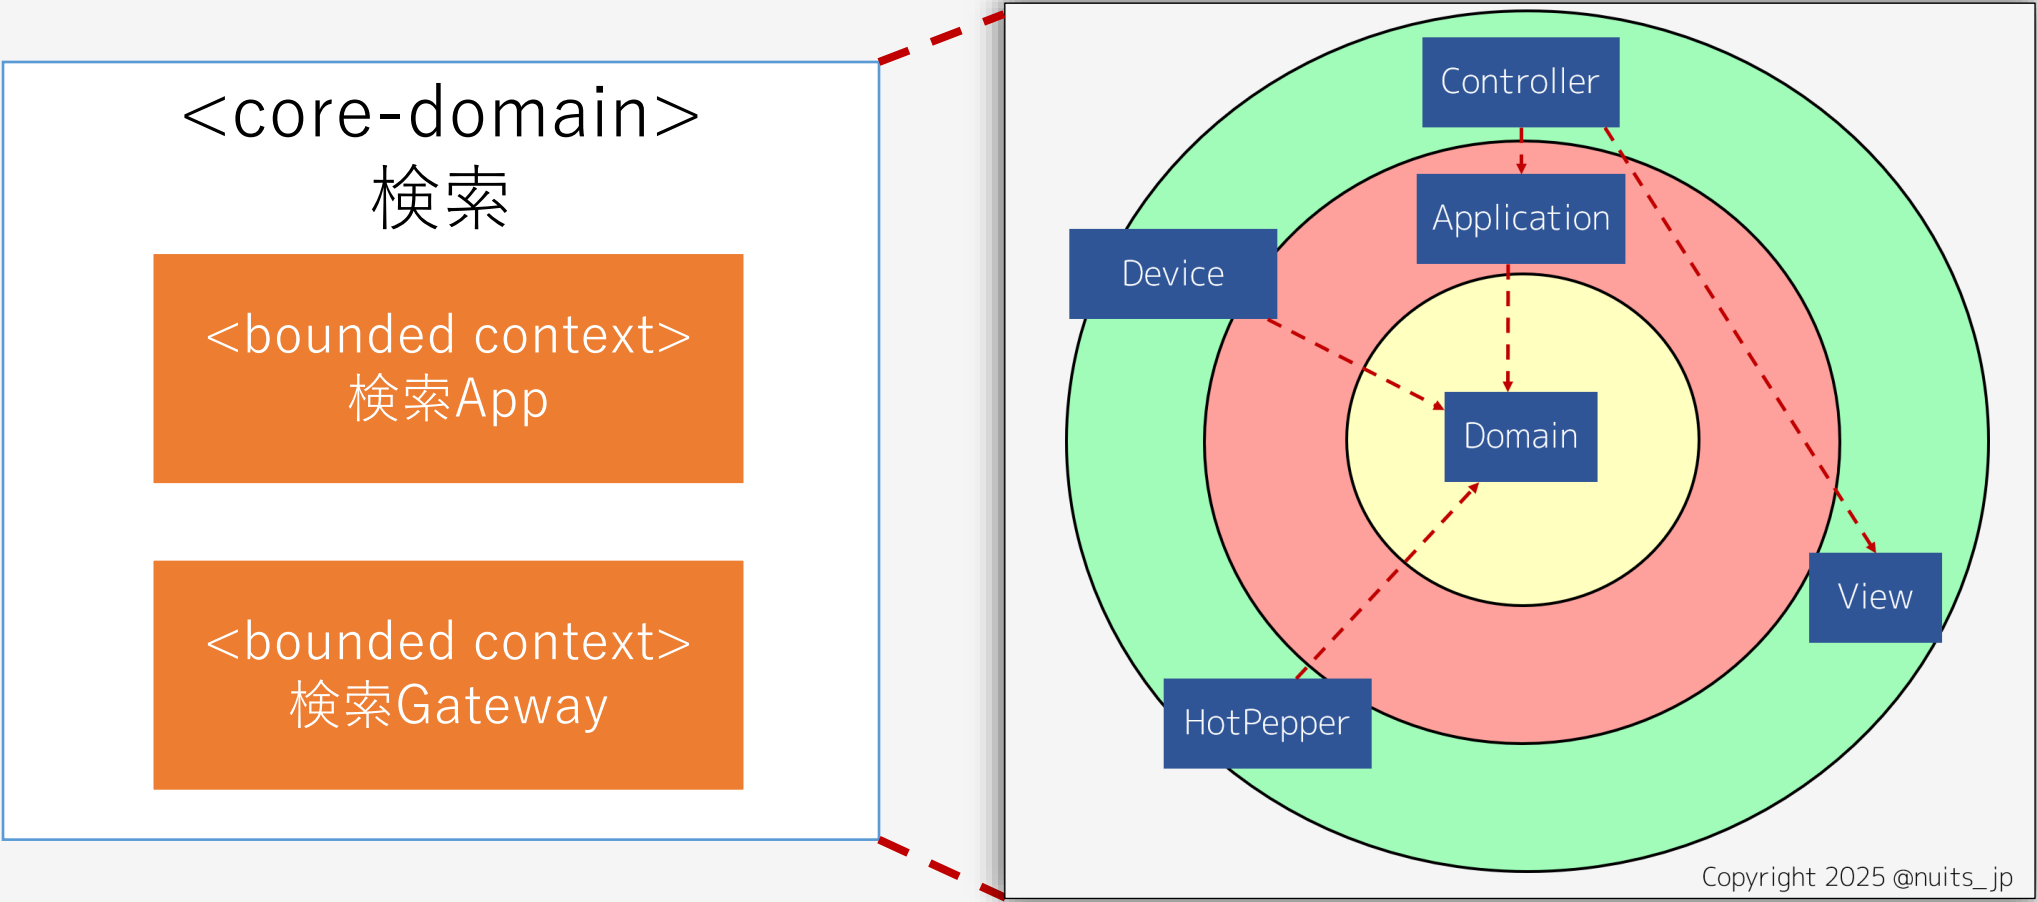 <core-domain>
検索
<bounded context>
検索App
<bounded context>
検索Gateway
Controller
Application
Device
Domain
View
HotPepper
Copyright 2025 @nuits_jp